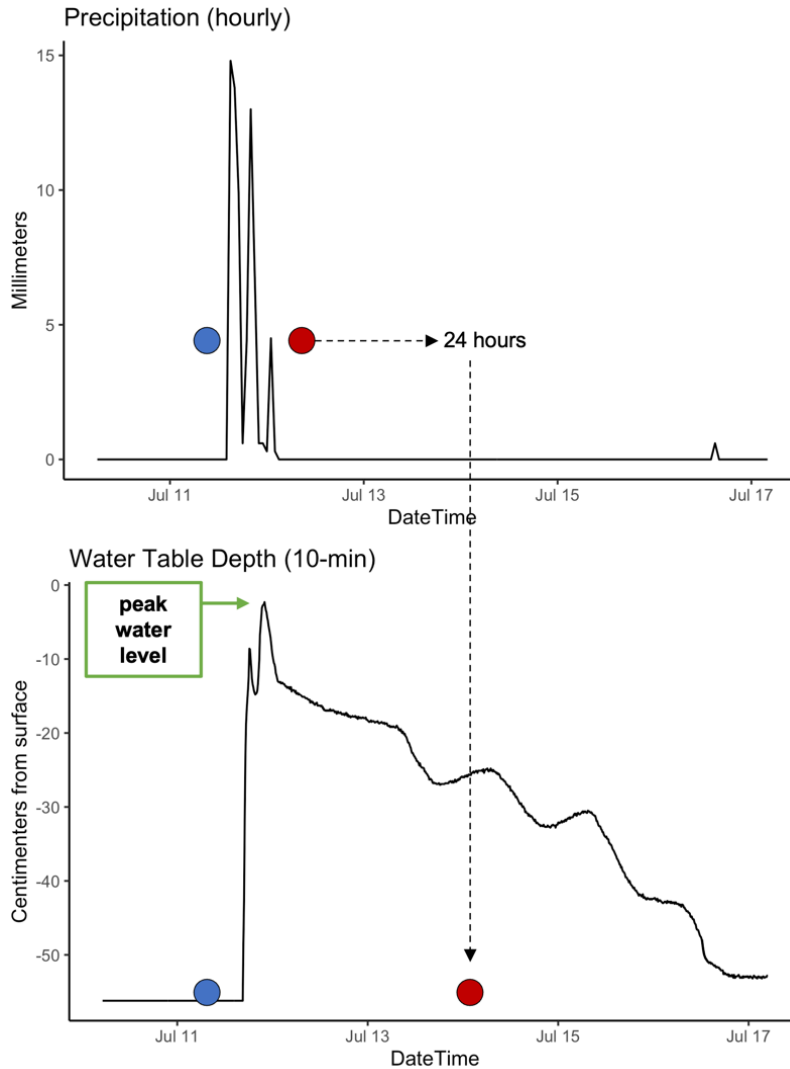 Precipitation (hourly)
15
10
5
0
Millimeters
24 hours
Jul 11
Jul 13
Jul 15
Jul 17
DateTime
Water Table Depth (10-min)
peak
water
level
0
-10
-20
-30
-40
-50
Centimenters from surface
Jul 11
Jul 13
Jul 15
Jul 17
DateTime